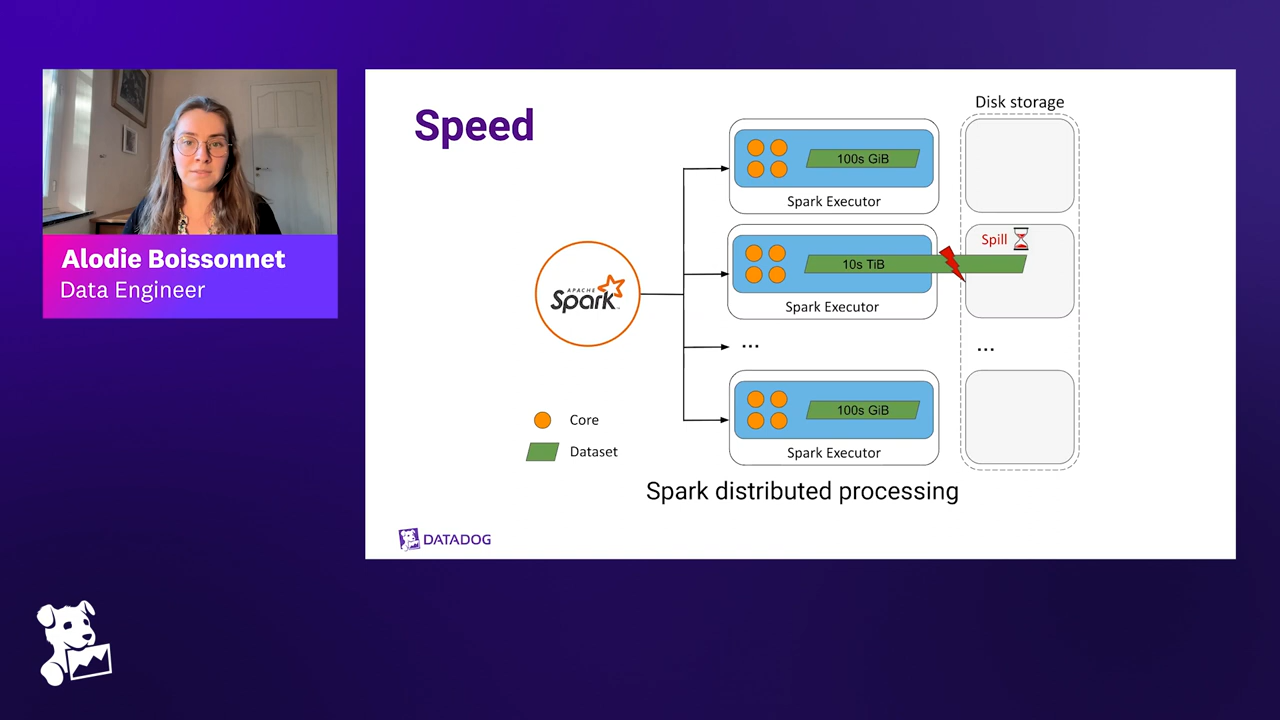 Alodie Boissonnet
Data Engineer
Speed
Disk storage
100s GiB
Spark Executor
10s TiB
Spill
Spark Executor
APACHE
Spark
...
...
100s GiB
Spark Executor
Core
Dataset
Spark distributed processing
DATADOG